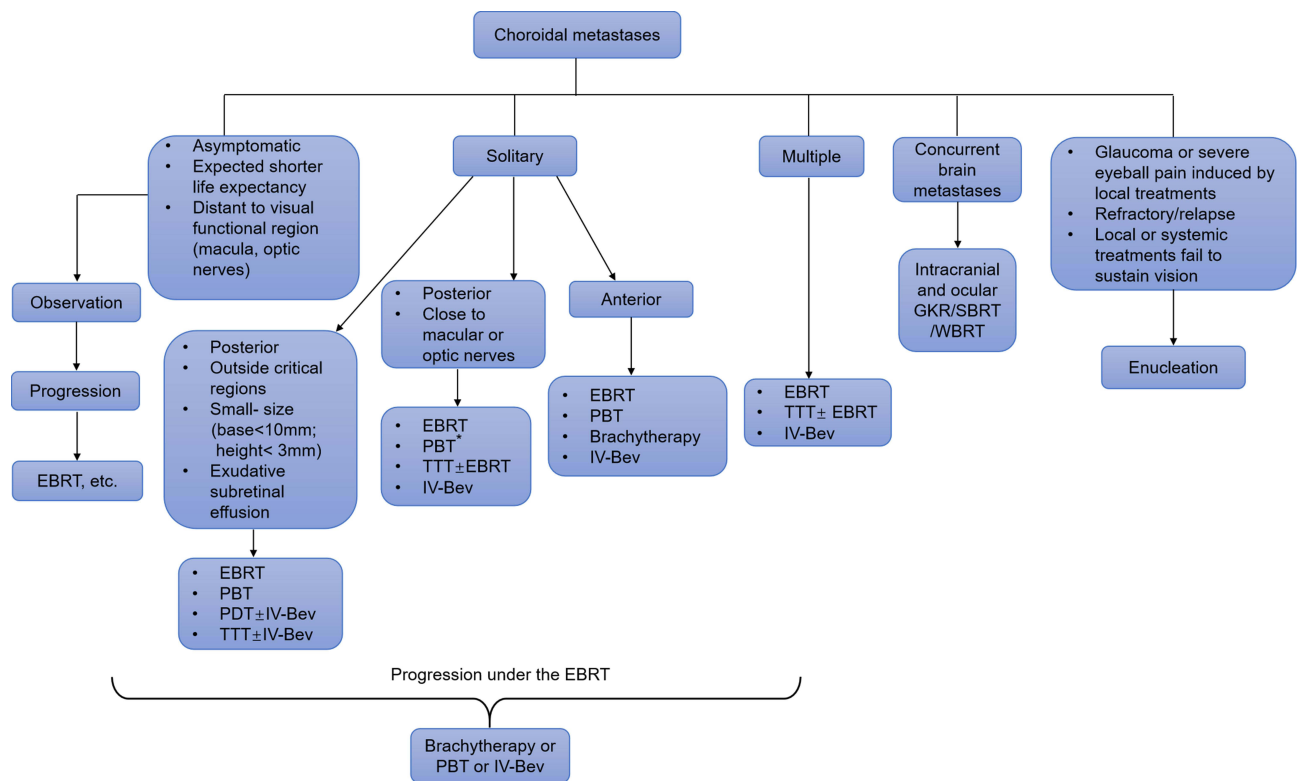 Choroidal metastases
• Asymptomatic
• Expected shorter
life expectancy
• Distant to visual
functional region
(macula, optic
nerves)
Solitary
Multiple
Concurrent
brain
metastases
• Glaucoma or severe
eyeball pain induced by
local treatments
• Refractory/relapse
• Local or systemic
treatments fail to
sustain vision
Observation
Progression
EBRT, etc.
• Posterior
• Outside critical
regions
• Small- size
(base<10mm;
height< 3mm)
• Exudative
subretinal
effusion
• EBRT
• PBT
• PDT±IV-Bev
• TTT±IV-Bev
• Posterior
• Close to
macular or
optic nerves
• EBRT
• PBT*
• TTT±EBRT
• IV-Bev
Anterior
• EBRT
• PBT
• Brachytherapy
• IV-Bev
• EBRT
• TTT± EBRT
• IV-Bev
Intracranial
and ocular
GKR/SBRT
/WBRT
Enucleation
Progression under the EBRT
Brachytherapy or
PBT or IV-Bev